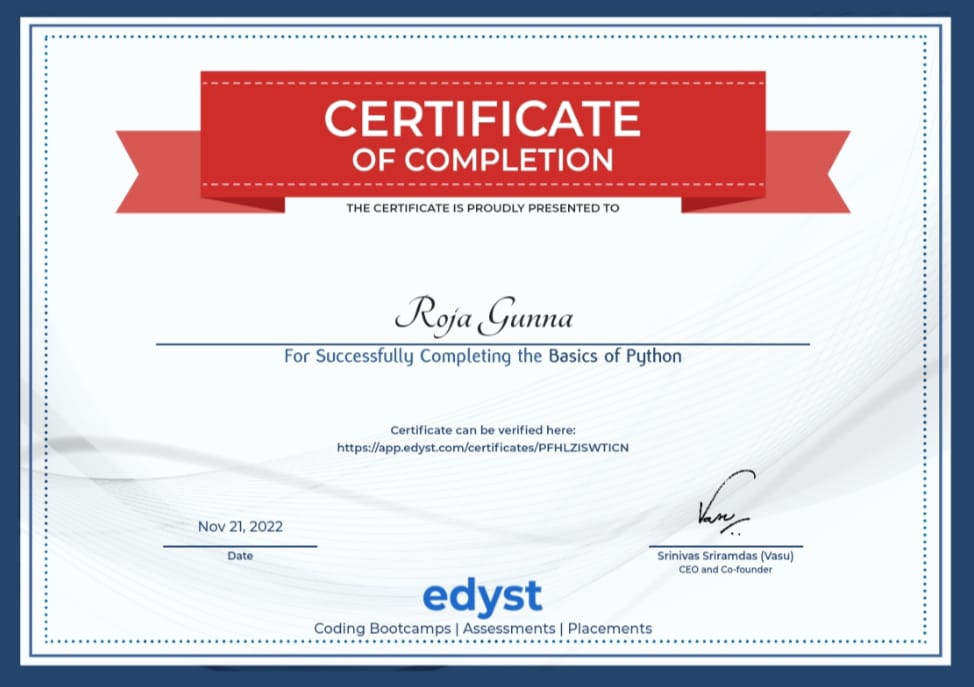 CERTIFICATE
OF COMPLETION
THE CERTIFICATE IS PROUDLY PRESENTED TO
Roja Gunna
For Successfully Completing the Basics of Python
Certificate can be verified here:
https://app.edyst.com/certificates/PFHLZISWTICN
Nov 21, 2022
Date
Vasu
Srinivas Sriramdas (Vasu)
CEO and Co-founder
edyst
Coding Bootcamps | Assessments | Placements